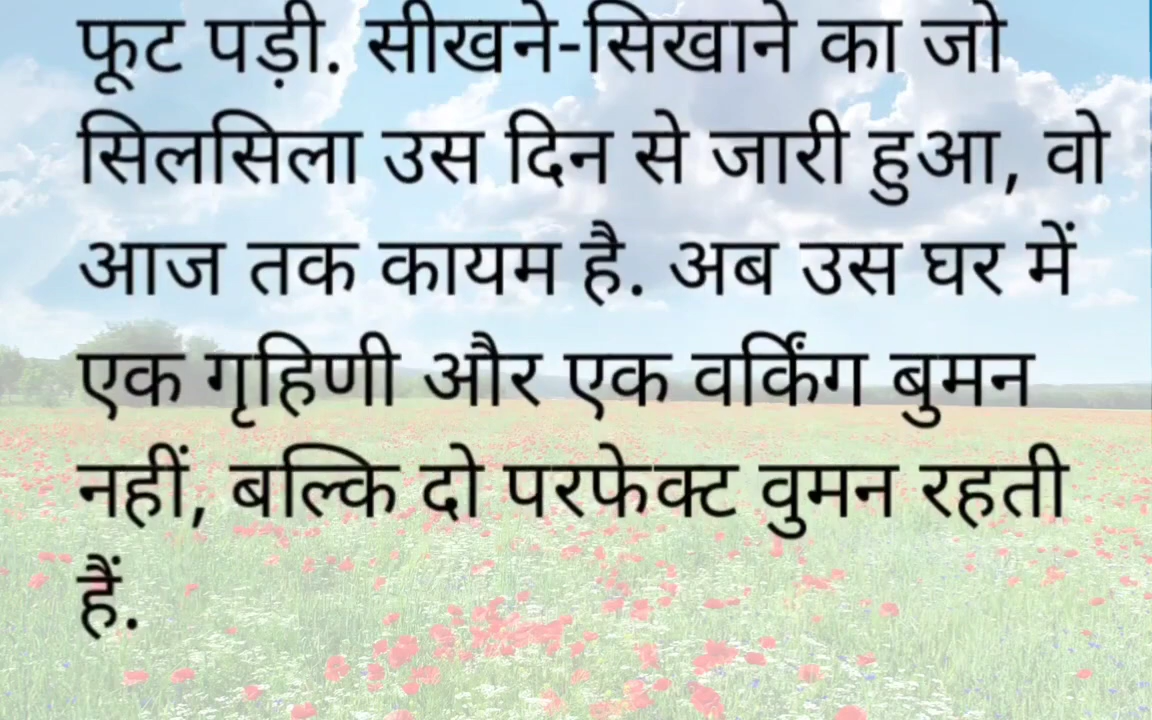 फूट पड़ी. सीखने-सिखाने का जो
सिलसिला उस दिन से जारी हुआ, वो
आज तक कायम है. अब उस घर में
एक गृहिणी और एक वर्किंग बुमन
नहीं, बल्कि दो परफेक्ट वुमन रहती
हैं.